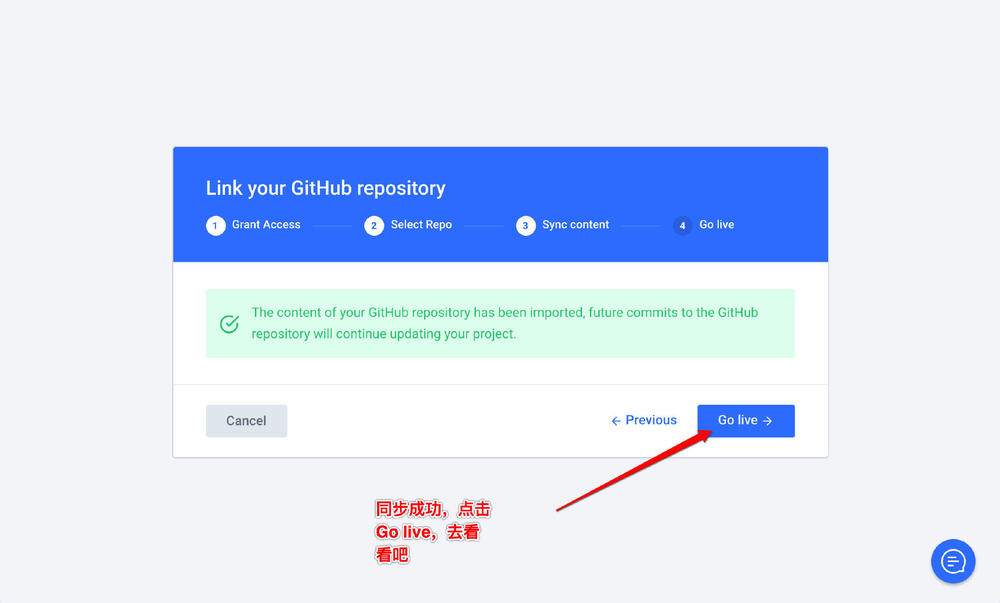 Link your GitHub repository
1 Grant Access 2 Select Repo 3 Sync content 4 Go live
The content of your GitHub repository has been imported, future commits to the GitHub
repository will continue updating your project.
Cancel ← Previous Go live →
同步成功，点击
Go live，去看
看吧